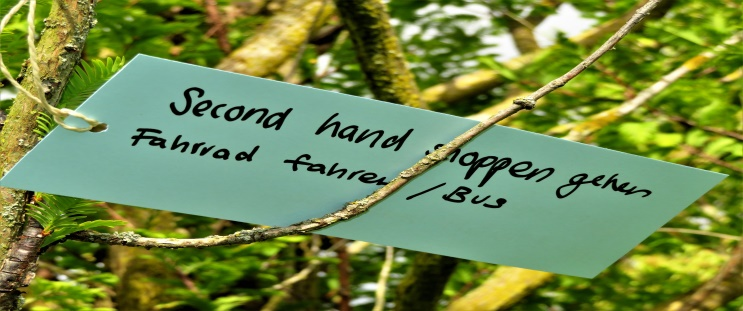 Second hand shoppen gehen
Fahrrad fahren / Bus